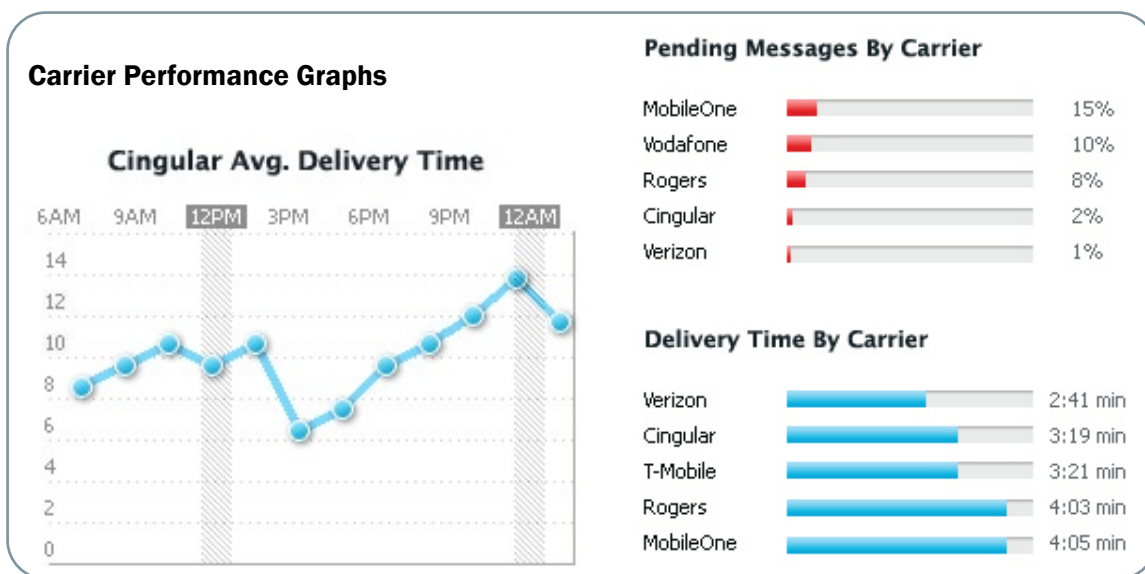 Carrier Performance Graphs
Cingular Avg. Delivery Time
6AM 9AM 12PM 3PM 6PM 9PM 12AM
14
12
10
8
6
4
2
0
Pending Messages By Carrier
MobileOne 15%
Vodafone 10%
Rogers 8%
Cingular 2%
Verizon 1%
Delivery Time By Carrier
Verizon 2:41 min
Cingular 3:19 min
T-Mobile 3:21 min
Rogers 4:03 min
MobileOne 4:05 min